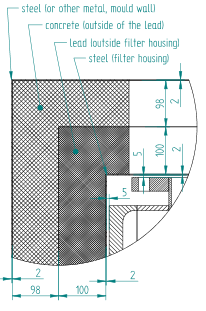 steel (or other metal, mould wall)
concrete (outside of the lead)
lead (outside filter housing)
steel (filter housing)
98
2
100
2
5
5
2
2
98
100